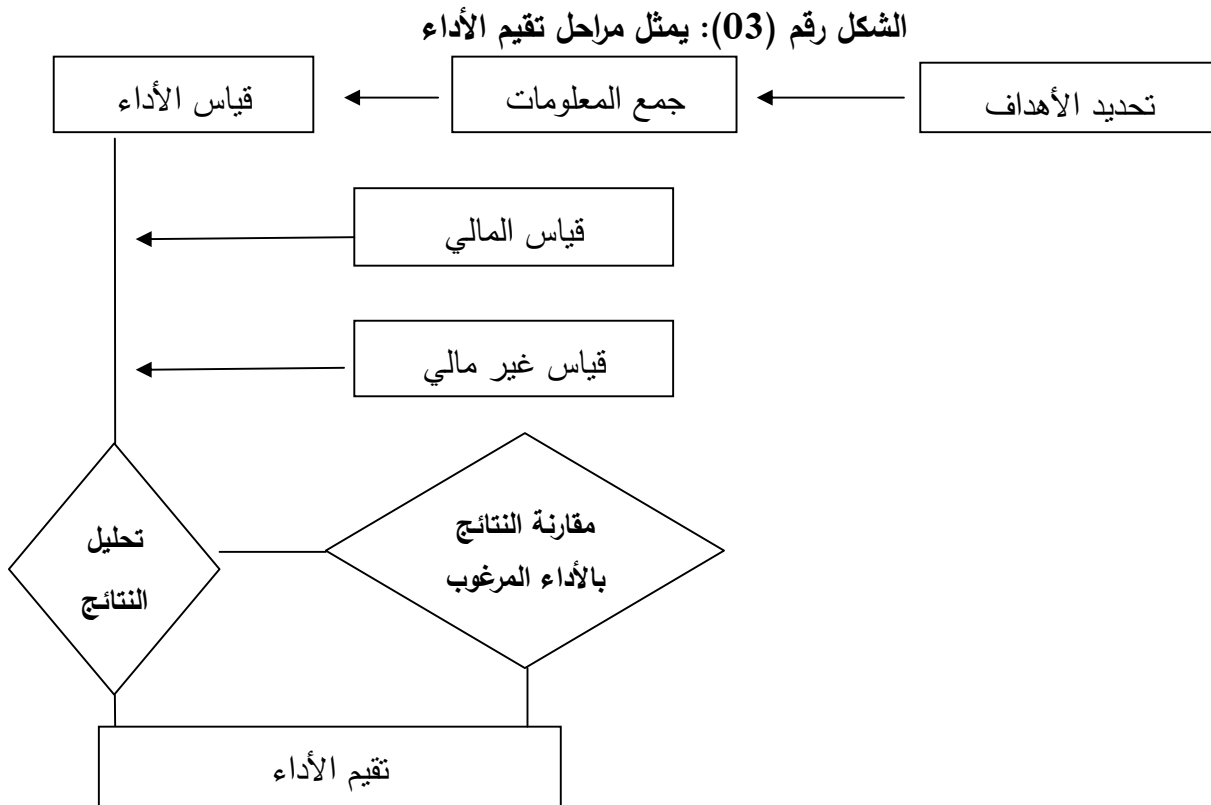 الشكل رقم (03): يمثل مراحل تقيم الأداء
تحديد الأهداف
جمع المعلومات
قياس الأداء
قياس المالي
قياس غير مالي
مقارنة النتائج
بالأداء المرغوب
تحليل
النتائج
تقيم الأداء